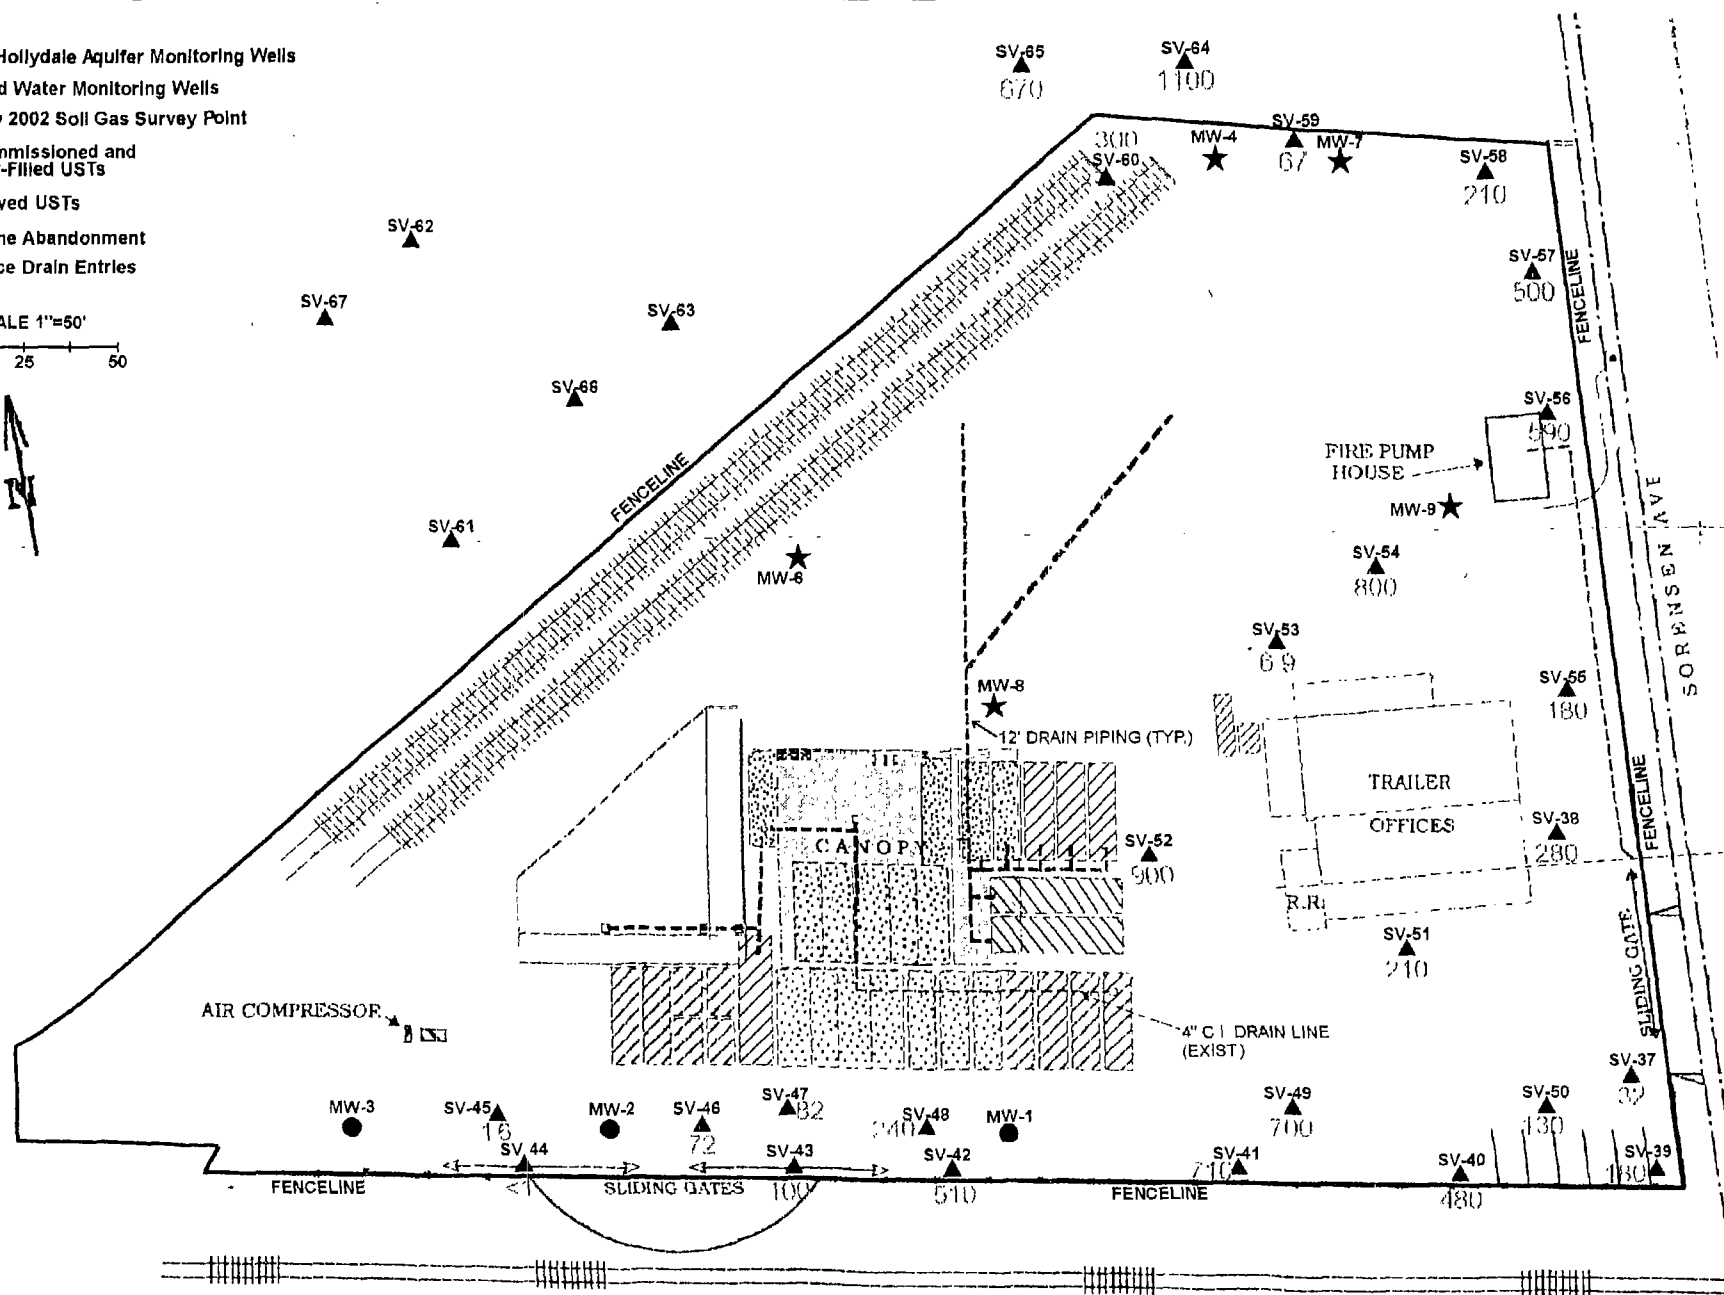 Hollydale Aquifer Monitoring Wells
d Water Monitoring Wells
y 2002 Soil Gas Survey Point
mmissioned and
-Filled USTs
ved USTs
ne Abandonment
ce Drain Entries
ALE 1"=50'
25 50
N
SV-65
670
SV-64
1100
300
SV-60
MW-4
SV-59
67
MW-7
SV-58
210
SV-57
500
FENCELINE
SV-62
SV-67
SV-63
SV-66
SV-61
FENCELINE
MW-6
SV-56
FIRE PUMP
HOUSE
MW-9
SV-54
800
SV-53
69
SORENSEN AVE
SV-55
180
MW-8
12' DRAIN PIPING (TYP.)
TRAILER
OFFICES
R.R.
FENCELINE
SV-38
280
CANOPY
SV-52
900
SV-51
210
SLIDING GATE
AIR COMPRESSOR
4" C I DRAIN LINE
(EXIST)
SV-37
MW-3
SV-45
16
MW-2
SV-46
72
SV-47
82
SV-48
240
MW-1
SV-49
700
SV-50
130
SV-44
<1
SV-43
100
SV-42
510
SV-41
710
SV-40
480
SV-39
180
FENCELINE
SLIDING GATES
FENCELINE